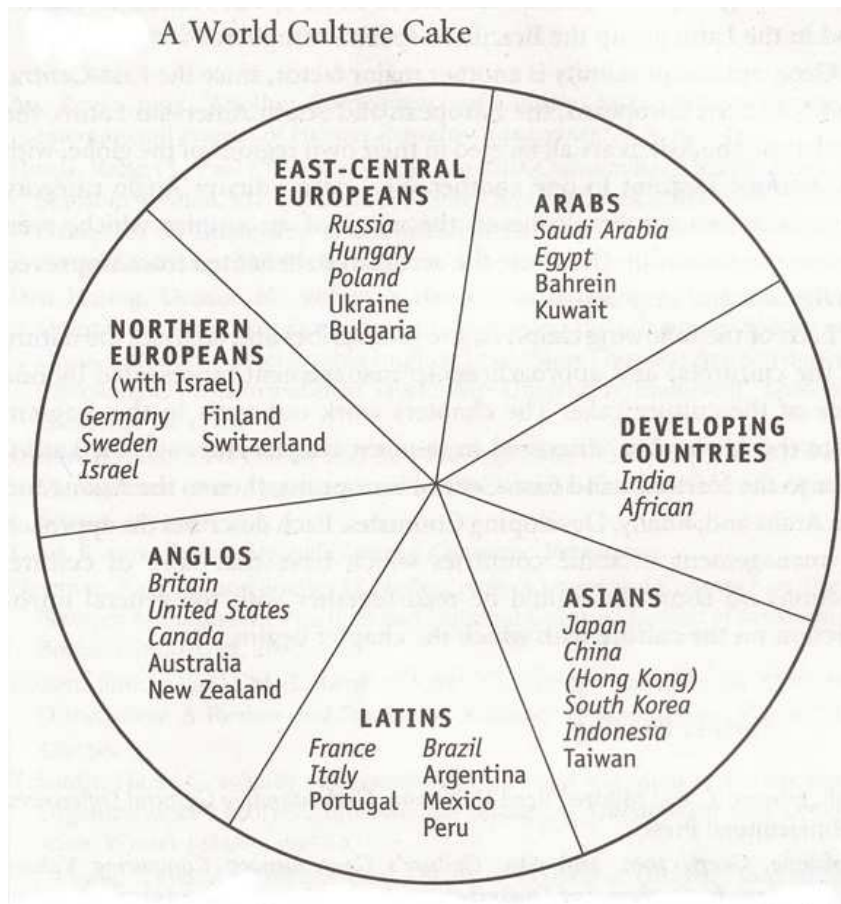 A World Culture Cake
EAST-CENTRAL
EUROPEANS
Russia
Hungary
Poland
Ukraine
Bulgaria
ARABS
Saudi Arabia
Egypt
Bahrein
Kuwait
NORTHERN
EUROPEANS
(with Israel)
Germany Finland
Sweden Switzerland
Israel
DEVELOPING
COUNTRIES
India
African
ANGLOS
Britain
United States
Canada
Australia
New Zealand
ASIANS
Japan
China
(Hong Kong)
South Korea
Indonesia
Taiwan
LATINS
France Brazil
Italy Argentina
Portugal Mexico
Peru